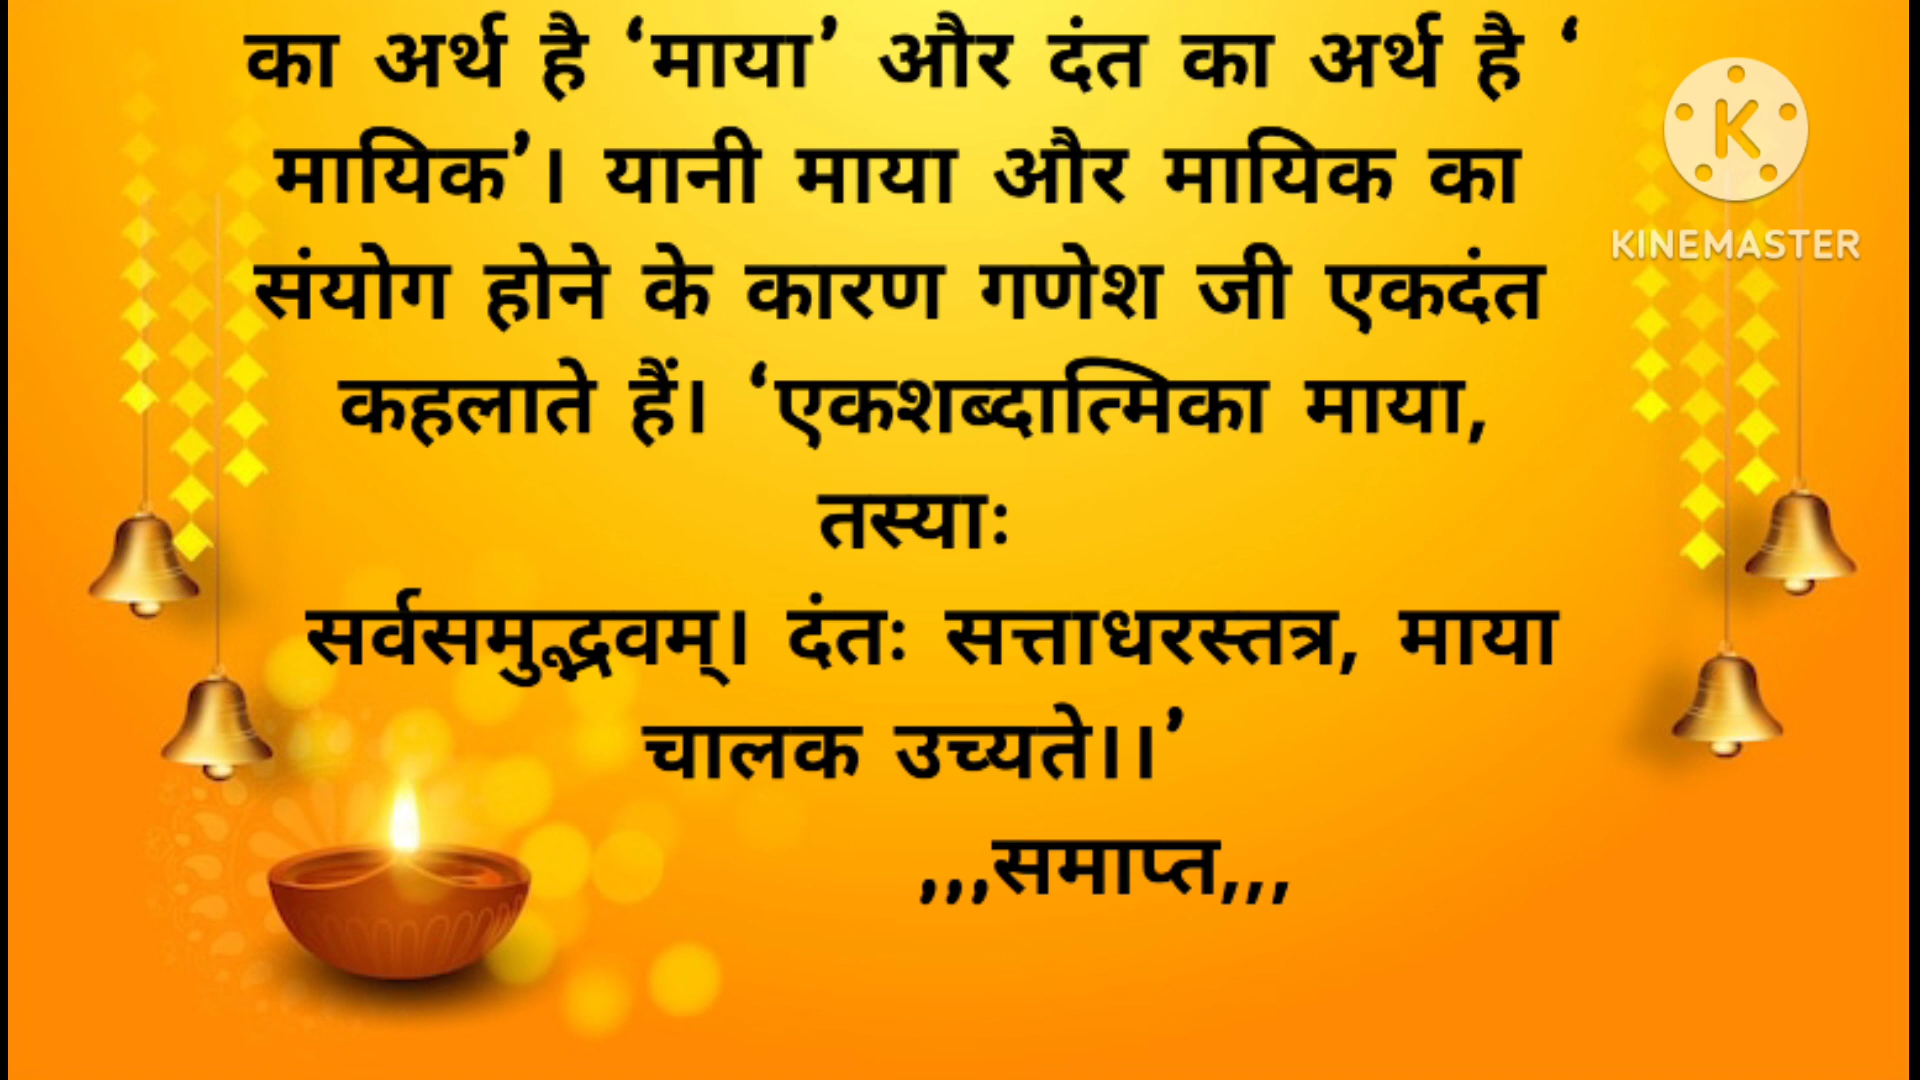 का अर्थ है ‘माया’ और दंत का अर्थ है ‘
मायिक’। यानी माया और मायिक का
संयोग होने के कारण गणेश जी एकदंत
कहलाते हैं। ‘एकशब्दात्मिका माया,
तस्याः
सर्वसमुद्भवम्। दंतः सत्ताधरस्तत्र, माया
चालक उच्यते।।’
,,,समाप्त,,,
K
KINEMASTER